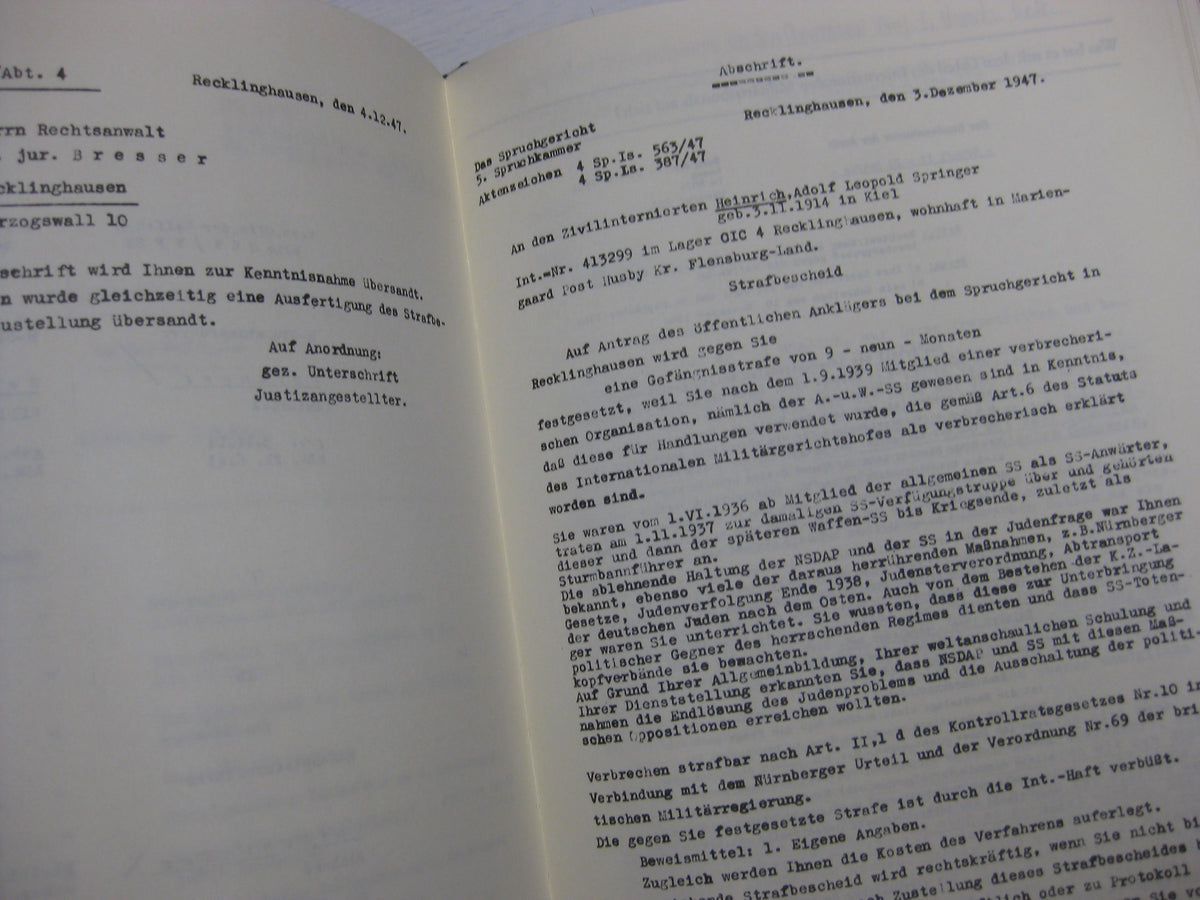 Abt. 4
Recklinghausen, den 4.12.47.
rrn Rechtsanwalt
. jur. B r e s s e r
cklinghausen
rzogswall 10
schrift wird Ihnen zur Kenntnisnahme übersandt.
n wurde gleichzeitig eine Ausfertigung des Strafbe-
ustellung übersandt.
Auf Anordnung:
gez. Unterschrift
Justizangestellter.
Abschrift.
Recklinghausen, den 3.Dezember 1947.
Das Spruchgericht
5. Spruchkammer
Aktenzeichen 4 Sp.Is. 563/47
4 Sp.Ls. 387/47
An den Zivilinternierten Heinrich,Adolf Leopold Springer
geb.3.11.1914 in Kiel
Int.=Nr. 413299 im Lager CIC 4 Recklinghausen, wohnhaft in Marien-
gaard Post Husby Kr. Flensburg-Land.
Strafbescheid
Auf Antrag des öffentlichen Anklägers bei dem Spruchgericht in
Recklinghausen wird gegen Sie
eine Gefängnisstrafe von 9 - neun - Monaten
festgesetzt, weil Sie nach dem 1.9.1939 Mitglied einer verbrecheri-
schen Organisation, nämlich der A.-u.W.-SS gewesen sind in Kenntnis,
daß diese für Handlungen verwendet wurde, die gemäß Art.6 des Statuts
des Internationalen Militärgerichtshofes als verbrecherisch erklärt
worden sind.
Sie waren vom 1.VI.1936 ab Mitglied der allgemeinen SS als SS-Anwärter,
traten am 1.11.1937 zur damaligen SS-Verfügungstruppe über und gehörten
dieser und dann der späteren Waffen-SS bis Kriegsende, zuletzt als
Sturmbannführer an.
Die ablehnende Haltung der NSDAP und der SS in der Judenfrage war Ihnen
bekannt, ebenso viele der daraus herrührenden Maßnahmen, z.B.Nürnberger
Gesetze, Judenverfolgung Ende 1938, Judensterverordnung, Abtransport
der deutschen Juden nach dem Osten. Auch von dem Bestehen der K.Z.-La-
ger waren Sie unterrichtet. Sie wussten, dass diese zur Unterbringung
politischer Gegner des herrschenden Regimes dienten und dass SS-Toten-
kopfverbände sie bewachten.
Auf Grund Ihrer Allgemeinbildung, Ihrer weltanschaulichen Schulung und
Ihrer Dienststellung erkannten Sie, dass NSDAP und SS mit diesen Maß-
nahmen die Endlösung des Judenproblems und die Ausschaltung der politi-
schen Oppositionen erreichen wollten.
Verbrechen strafbar nach Art. II,1 d des Kontrollratsgesetzes Nr.10 in
Verbindung mit dem Nürnberger Urteil und der Verordnung Nr.69 der bri
tischen Militärregierung.
Die gegen Sie festgesetzte Strafe ist durch die Int.-Haft verbüßt.
Beweismittel: 1. Eigene Angaben.
Zugleich werden Ihnen die Kosten des Verfahrens auferlegt.
Strafbescheid wird rechtskräftig, wenn Sie nicht bi
Zustellung dieses Strafbescheides
oder zu Protokoll
Sie vo